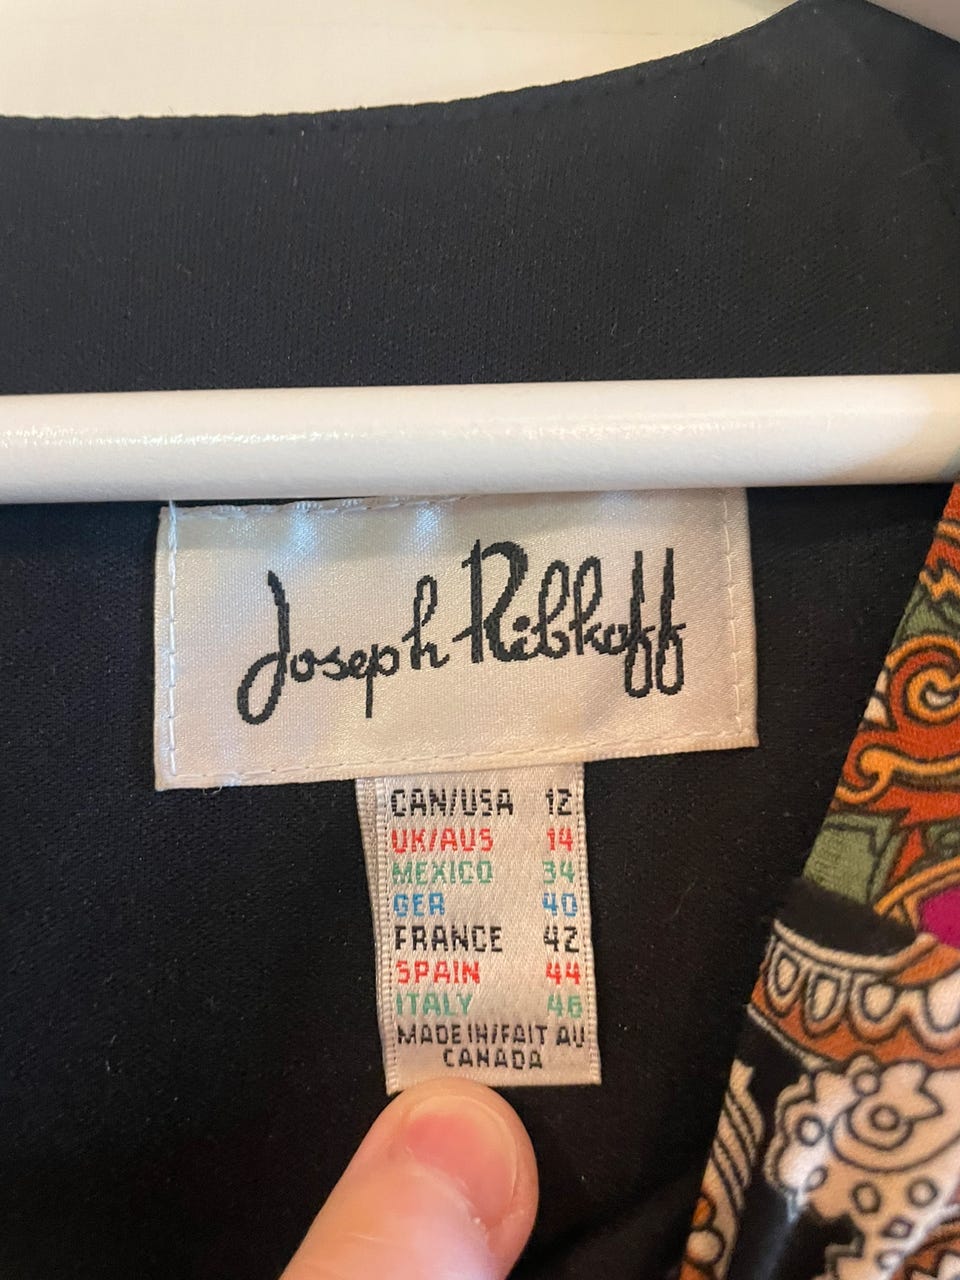 Joseph Ribkoff
CAN/USA 12
UK/AUS 14
MEXICO 34
GER 40
FRANCE 42
SPAIN 44
ITALY 46
MADE IN/FAIT AU
CANADA